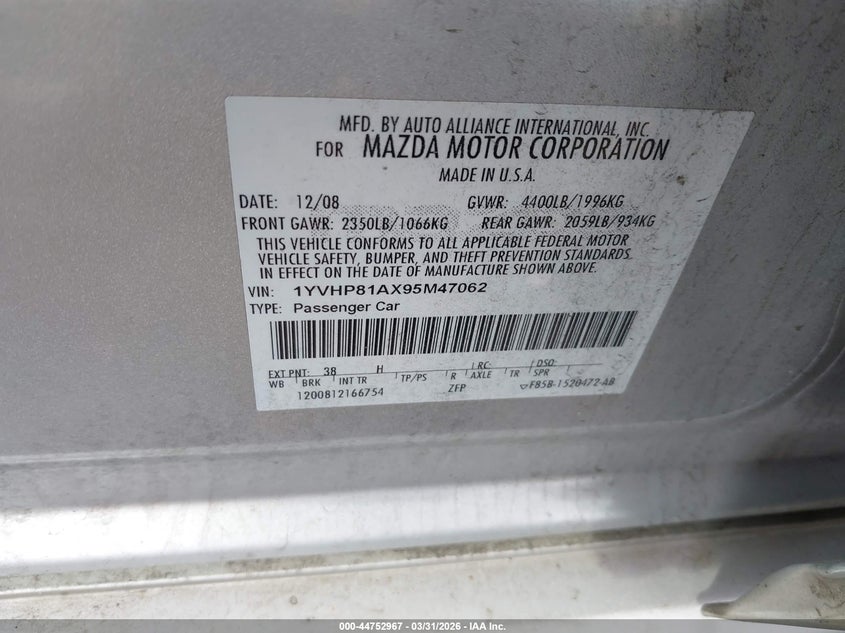 MFD. BY AUTO ALLIANCE INTERNATIONAL, INC.
FOR MAZDA MOTOR CORPORATION
MADE IN U.S.A.
DATE: 12/08 GVWR: 4400LB/1996KG
FRONT GAWR: 2350LB/1066KG REAR GAWR: 2059LB/934KG
THIS VEHICLE CONFORMS TO ALL APPLICABLE FEDERAL MOTOR
VEHICLE SAFETY, BUMPER, AND THEFT PREVENTION STANDARDS.
IN EFFECT ON THE DATE OF MANUFACTURE SHOWN ABOVE.
VIN: 1YVHP81AX95M47062
TYPE: Passenger Car
EXT PNT: 38 H RC: DSO:
WB BRK INT TR TP/PS R AXLE TR SPR
1200812166754 ZFP F85B-1520472-AB
000-44752967 - 03/31/2026 - IAA Inc.